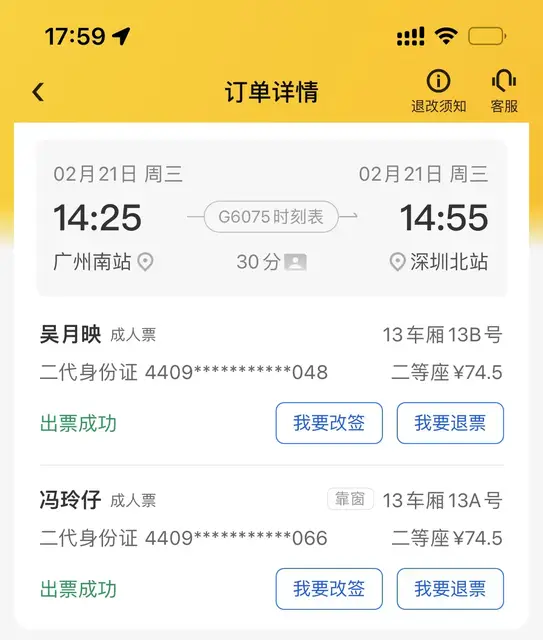 17:59
订单详情
退改须知
客服
02月21日 周三
02月21日 周三
14:25
G6075时刻表
14:55
广州南站
30分
深圳北站
吴月映 成人票
13车厢13B号
二代身份证 4409***********048
二等座¥74.5
出票成功
我要改签
我要退票
冯玲仔 成人票
靠窗
13车厢13A号
二代身份证 4409***********066
二等座¥74.5
出票成功
我要改签
我要退票